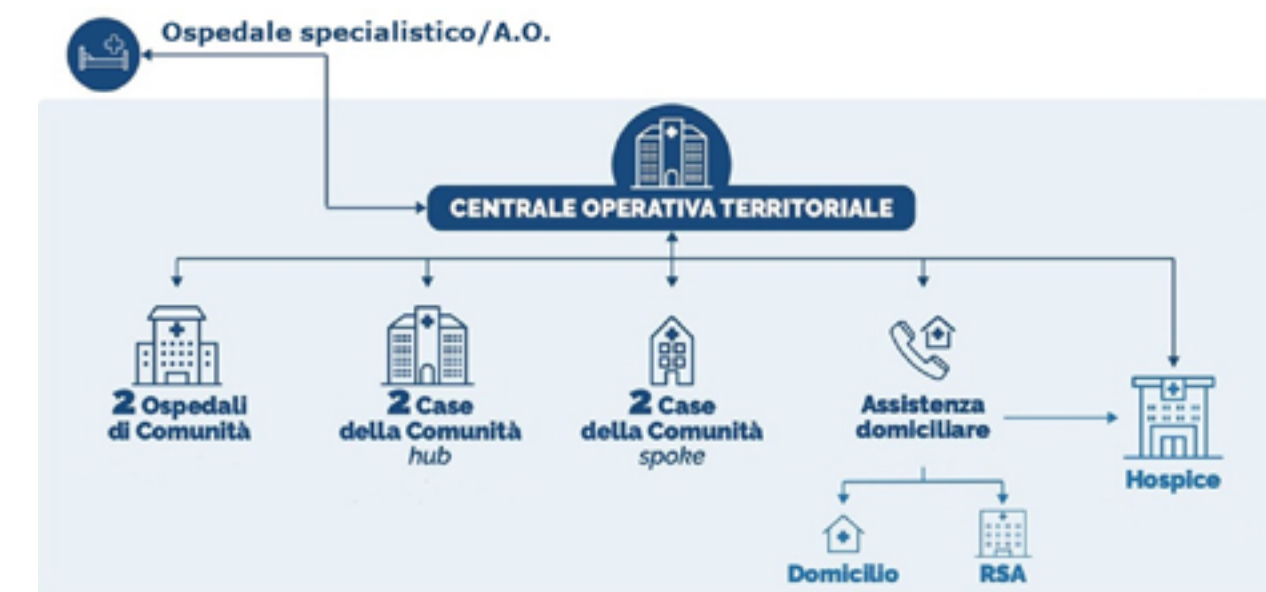 Ospedale specialistico/A.O.
CENTRALE OPERATIVA TERRITORIALE
2 Ospedali
di Comunità
2 Case
della Comunità
hub
2 Case
della Comunità
spoke
Assistenza
domiciliare
Hospice
Domicilio
RSA